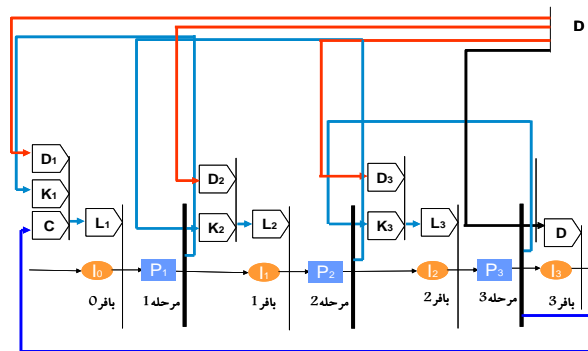 D
D₁
D₂
D₃
K₁
C
L₁
K₂
L₂
K₃
L₃
D
I₀
P₁
I₁
P₂
I₂
P₃
I₃
بافر0
مرحله1
بافر1
مرحله2
بافر2
مرحله3
بافر3